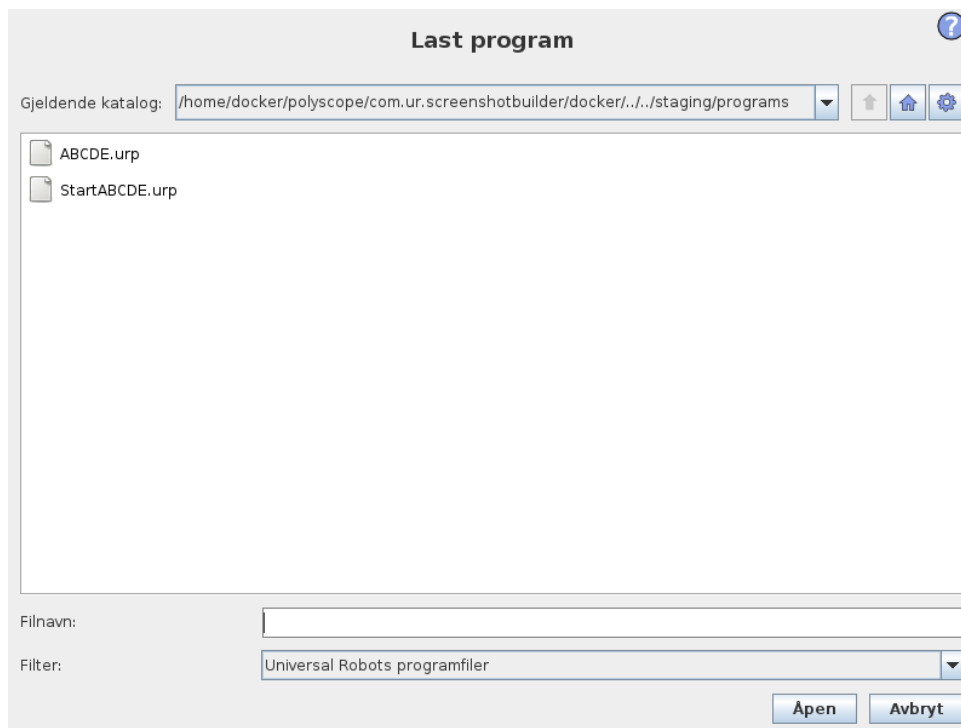 Last program
Gjeldende katalog: /home/docker/polyscope/com.ur.screenshotbuilder/docker/../../staging/programs
ABCDE.urp
StartABCDE.urp
Filnavn:
Filter: Universal Robots programfiler
Åpen Avbryt